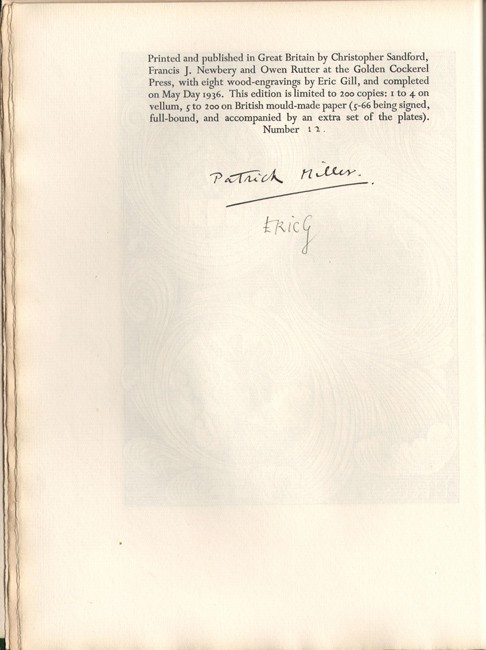 Printed and published in Great Britain by Christopher Sandford,
Francis J. Newbery and Owen Rutter at the Golden Cockerel
Press, with eight wood-engravings by Eric Gill, and completed
on May Day 1936. This edition is limited to 200 copies: 1 to 4 on
vellum, 5 to 200 on British mould-made paper (5-66 being signed,
full-bound, and accompanied by an extra set of the plates).
Number 12.
Patrick Miller.
EricG